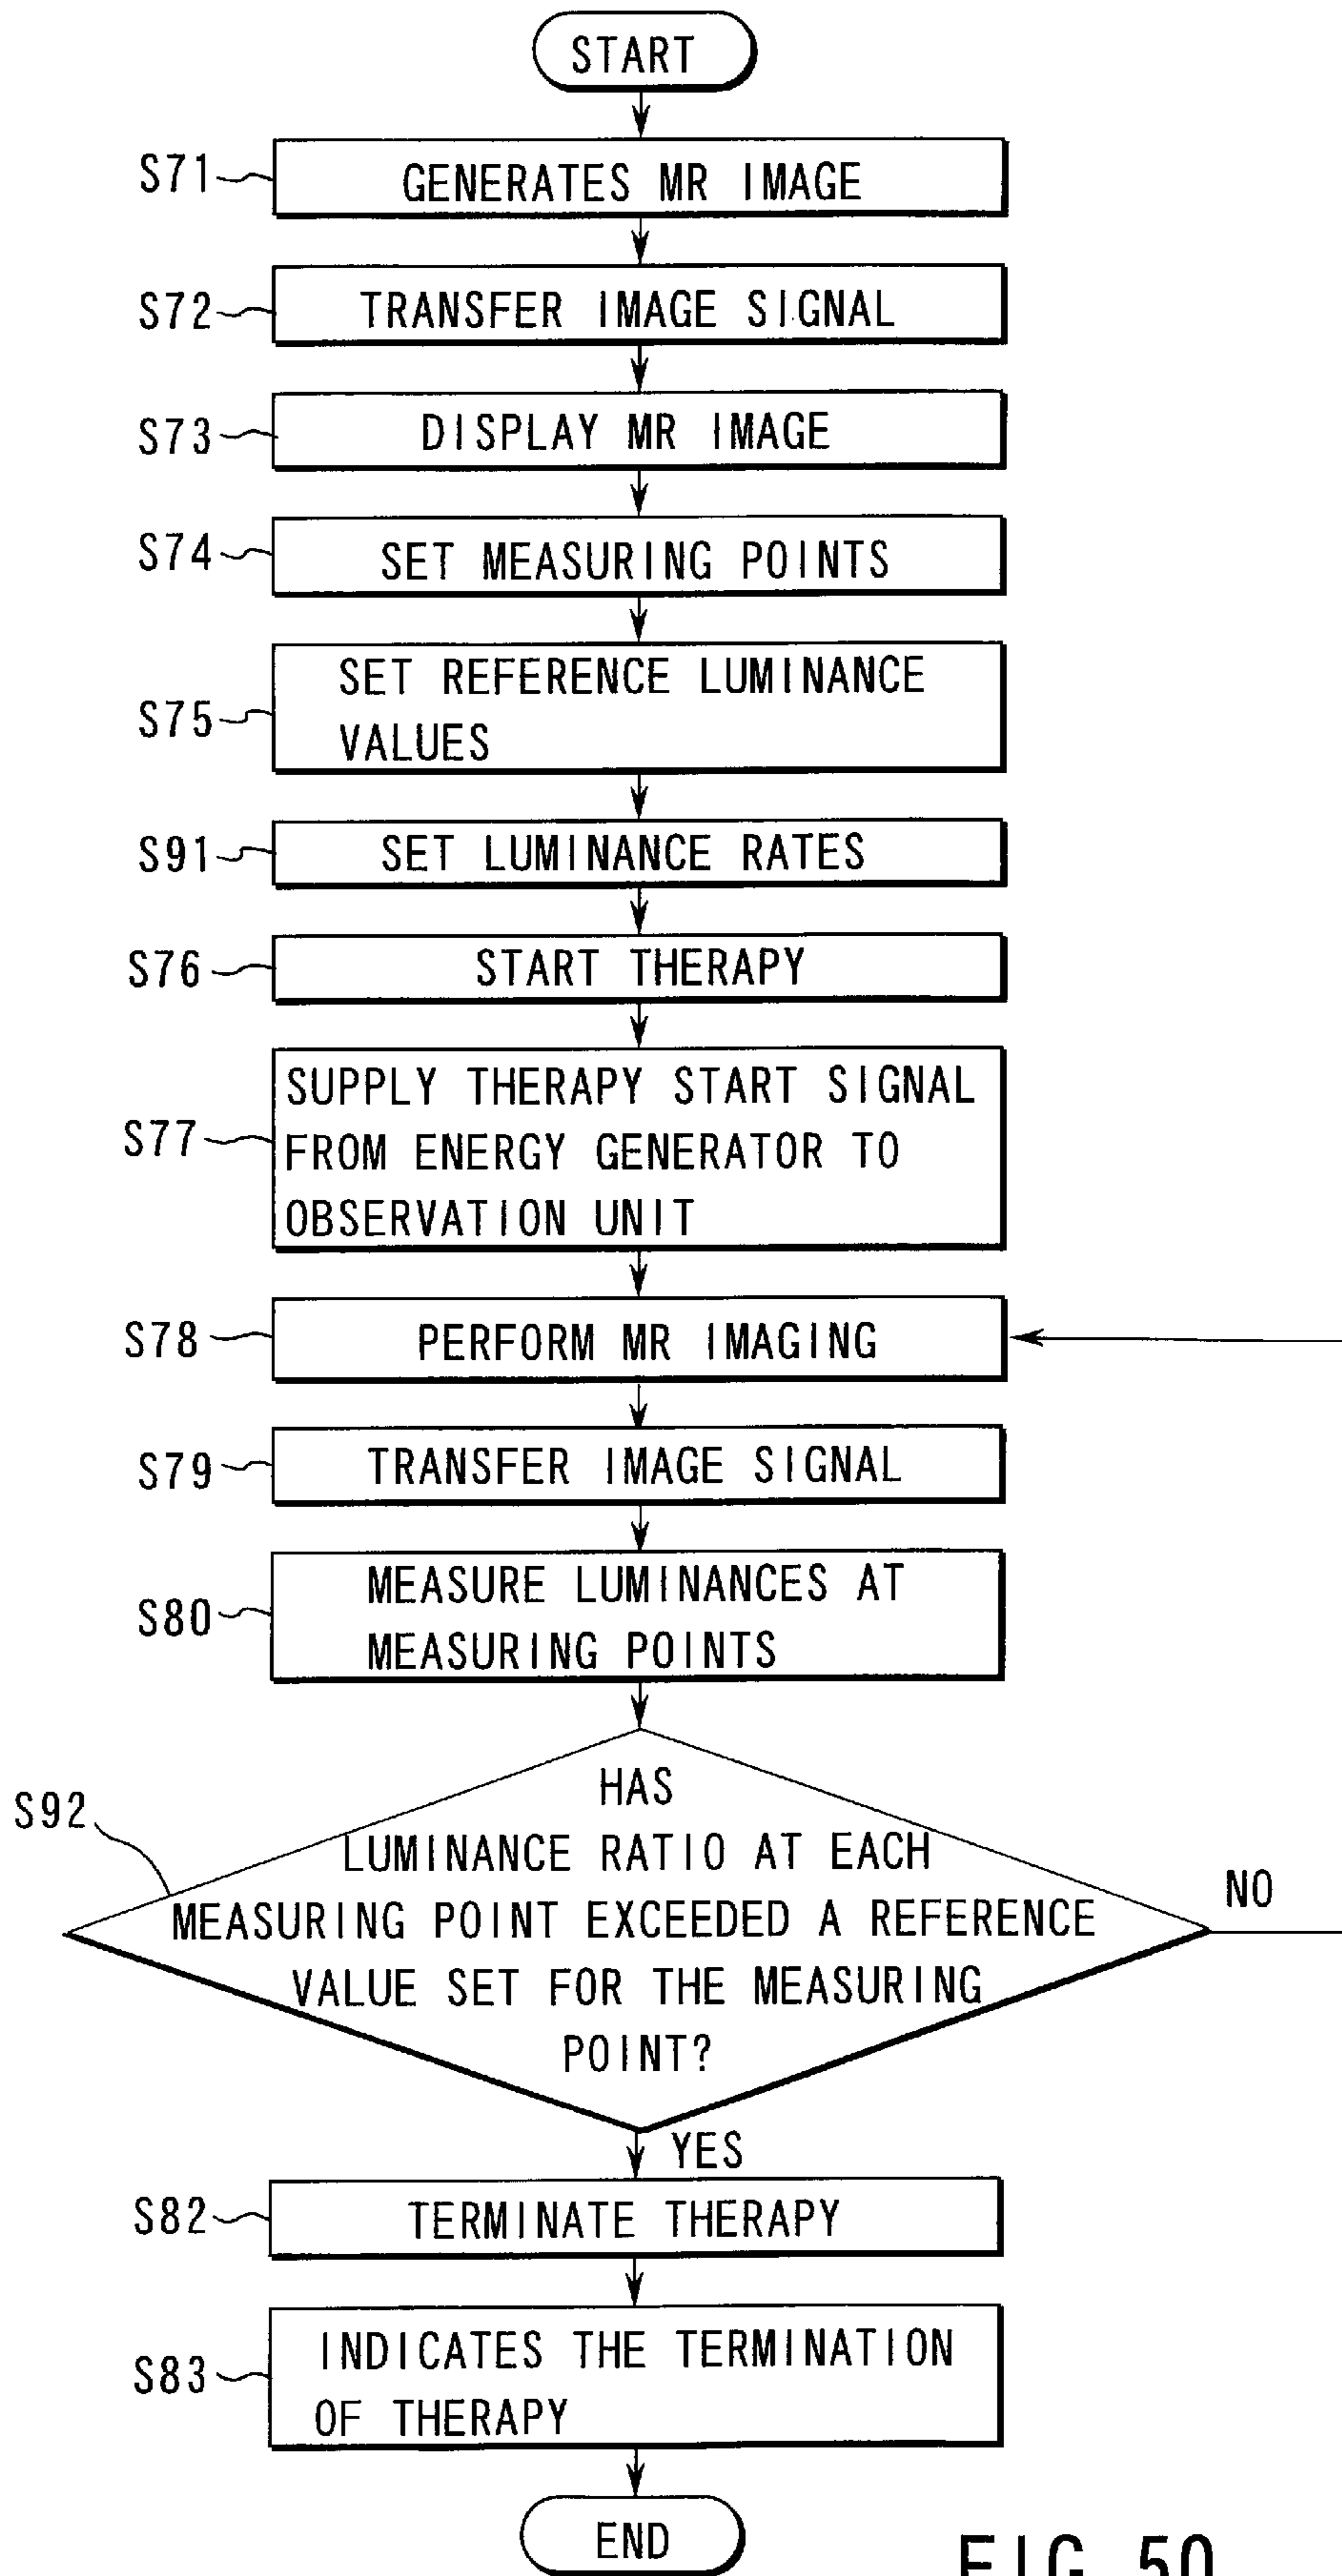 START
S71
GENERATES MR IMAGE
S72
TRANSFER IMAGE SIGNAL
S73
DISPLAY MR IMAGE
S74
SET MEASURING POINTS
S75
SET REFERENCE LUMINANCE
VALUES
S91
SET LUMINANCE RATES
S76
START THERAPY
S77
SUPPLY THERAPY START SIGNAL
FROM ENERGY GENERATOR TO
OBSERVATION UNIT
S78
PERFORM MR IMAGING
S79
TRANSFER IMAGE SIGNAL
S80
MEASURE LUMINANCES AT
MEASURING POINTS
S92
HAS
LUMINANCE RATIO AT EACH
MEASURING POINT EXCEEDED A REFERENCE
VALUE SET FOR THE MEASURING
POINT?
NO
YES
S82
TERMINATE THERAPY
S83
INDICATES THE TERMINATION
OF THERAPY
END
FIG. 50